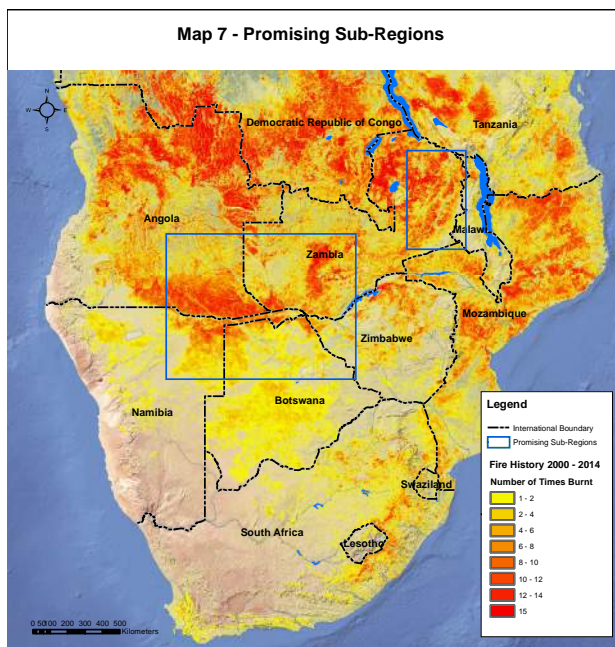 Map 7 - Promising Sub-Regions
N
W
E
S
Democratic Republic of Congo
Tanzania
Angola
Zambia
Malawi
Mozambique
Zimbabwe
Namibia
Botswana
Swaziland
South Africa
Lesotho
Legend
International Boundary
Promising Sub-Regions
Fire History 2000 - 2014
Number of Times Burnt
1 - 2
2 - 4
4 - 6
6 - 8
8 - 10
10 - 12
12 - 14
15
0 50 100 200 300 400 500
Kilometers